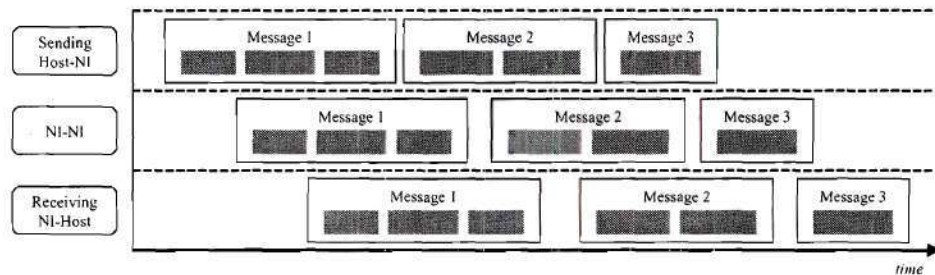 Sending
Host-NI
Message 1
Message 2
Message 3
NI-NI
Message 1
Message 2
Message 3
Receiving
NI-Host
Message 1
Message 2
Message 3
time